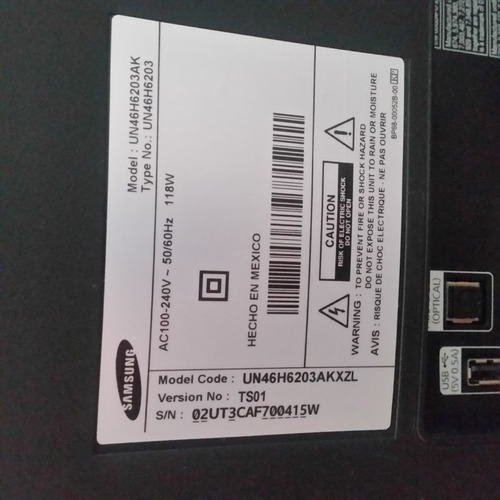 Model : UN46H6203AK
Type No.: UN46H6203
AC100-240V ~ 50/60Hz 118W
HECHO EN MEXICO
CAUTION
RISK OF ELECTRIC SHOCK
DO NOT OPEN
WARNING : TO PREVENT FIRE OR SHOCK HAZARD
DO NOT EXPOSE THIS UNIT TO RAIN OR MOISTURE
AVIS : RISQUE DE CHOC ELECTRIQUE - NE PAS OUVRIR
BP68-00052B-00
SAMSUNG
Model Code : UN46H6203AKXZL
Version No : TS01
S/N : 02UT3CAF700415W
(OPTICAL)
USB
(5V 0.5A)